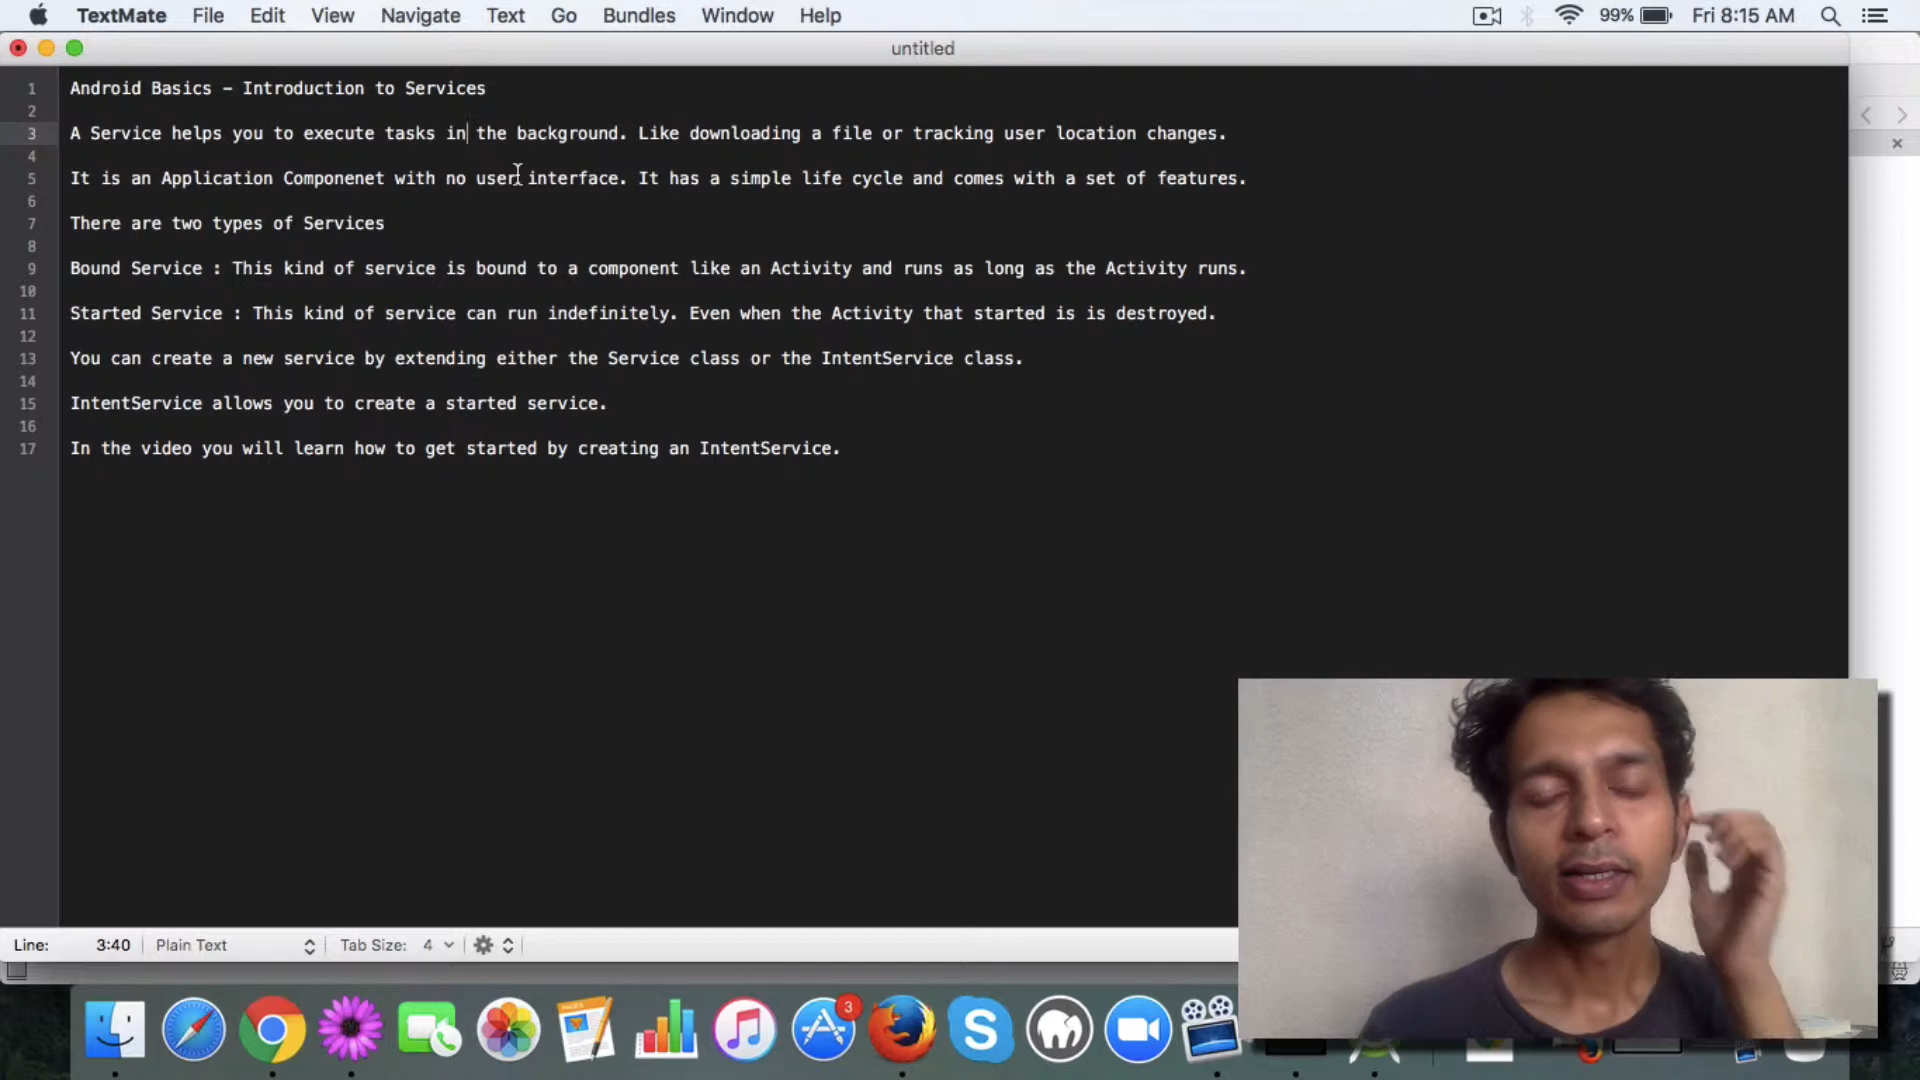 TextMate File Edit View Navigate Text Go Bundles Window Help 99% Fri 8:15 AM
untitled
1 Android Basics - Introduction to Services
2
3 A Service helps you to execute tasks in the background. Like downloading a file or tracking user location changes.
4
5 It is an Application Componenet with no user interface. It has a simple life cycle and comes with a set of features.
6
7 There are two types of Services
8
9 Bound Service : This kind of service is bound to a component like an Activity and runs as long as the Activity runs.
10
11 Started Service : This kind of service can run indefinitely. Even when the Activity that started is is destroyed.
12
13 You can create a new service by extending either the Service class or the IntentService class.
14
15 IntentService allows you to create a started service.
16
17 In the video you will learn how to get started by creating an IntentService.
Line: 3:40 Plain Text Tab Size: 4
PAGES
3
S